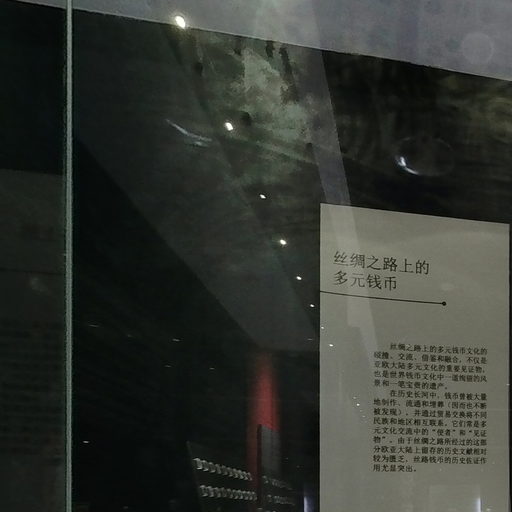 丝绸之路上的
多元钱币
丝绸之路上的多元钱币文化的
碰撞、交流、借鉴和融合，不仅是
亚欧大陆多元文化的重要见证物，
也是世界钱币文化中一道绚丽的风
景和一笔宝贵的遗产。
在历史长河中，钱币曾被大量
地制作、流通和埋葬（因而也不断
被发现），并通过贸易交换将不同
民族和地区相互联系。它们常是多
元文化交流中的“使者”和“见证
物”。由于丝绸之路所经过的这部
分欧亚大陆上留存的历史文献相对
较为匮乏，丝路钱币的历史佐证作
用尤显突出。